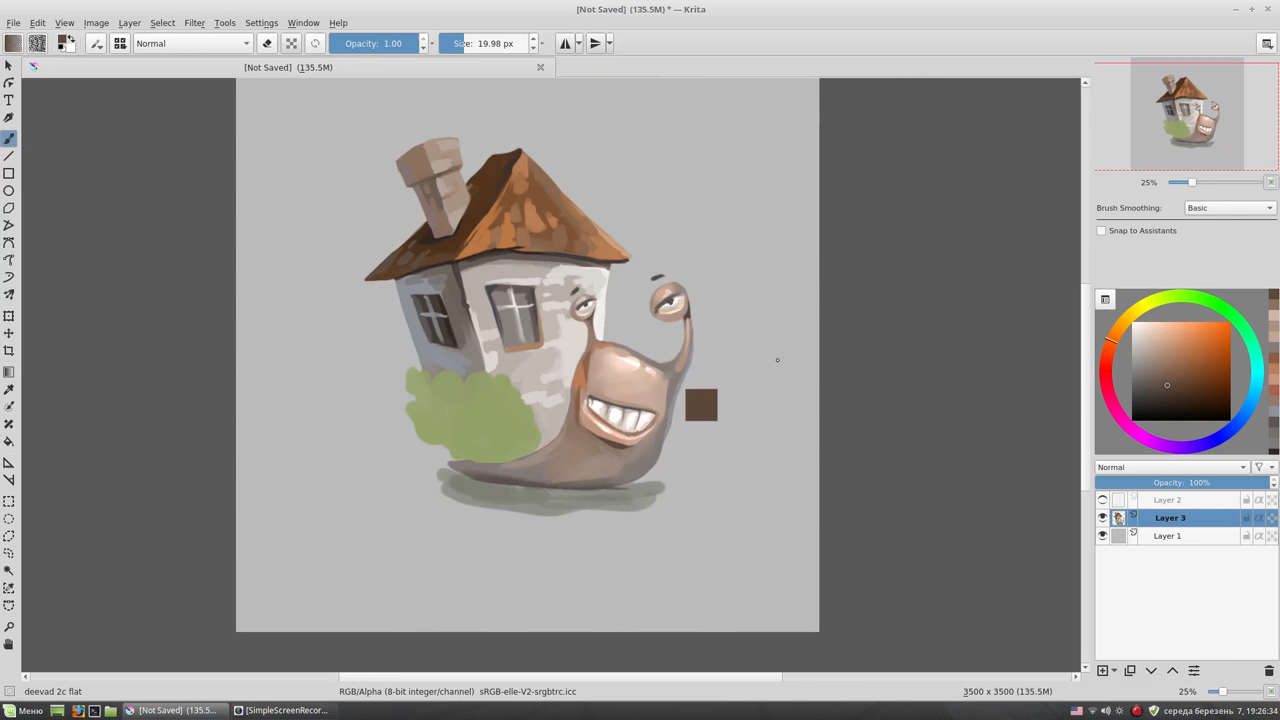 [Not Saved]  (135.5M) * — Krita
File Edit View Image Layer Select Filter Tools Settings Window Help
Normal Opacity: 1.00 Size: 19.98 px
[Not Saved]  (135.5M)
25%
Brush Smoothing: Basic
Snap to Assistants
Normal
Opacity: 100%
Layer 2
Layer 3
Layer 1
deevad 2c flat RGB/Alpha (8-bit integer/channel)  sRGB-elle-V2-srgbtrc.icc 3500 x 3500 (135.5M) 25%
Меню [Not Saved]  (135.5... [SimpleScreenRecor... середа березень  7, 19:26:34